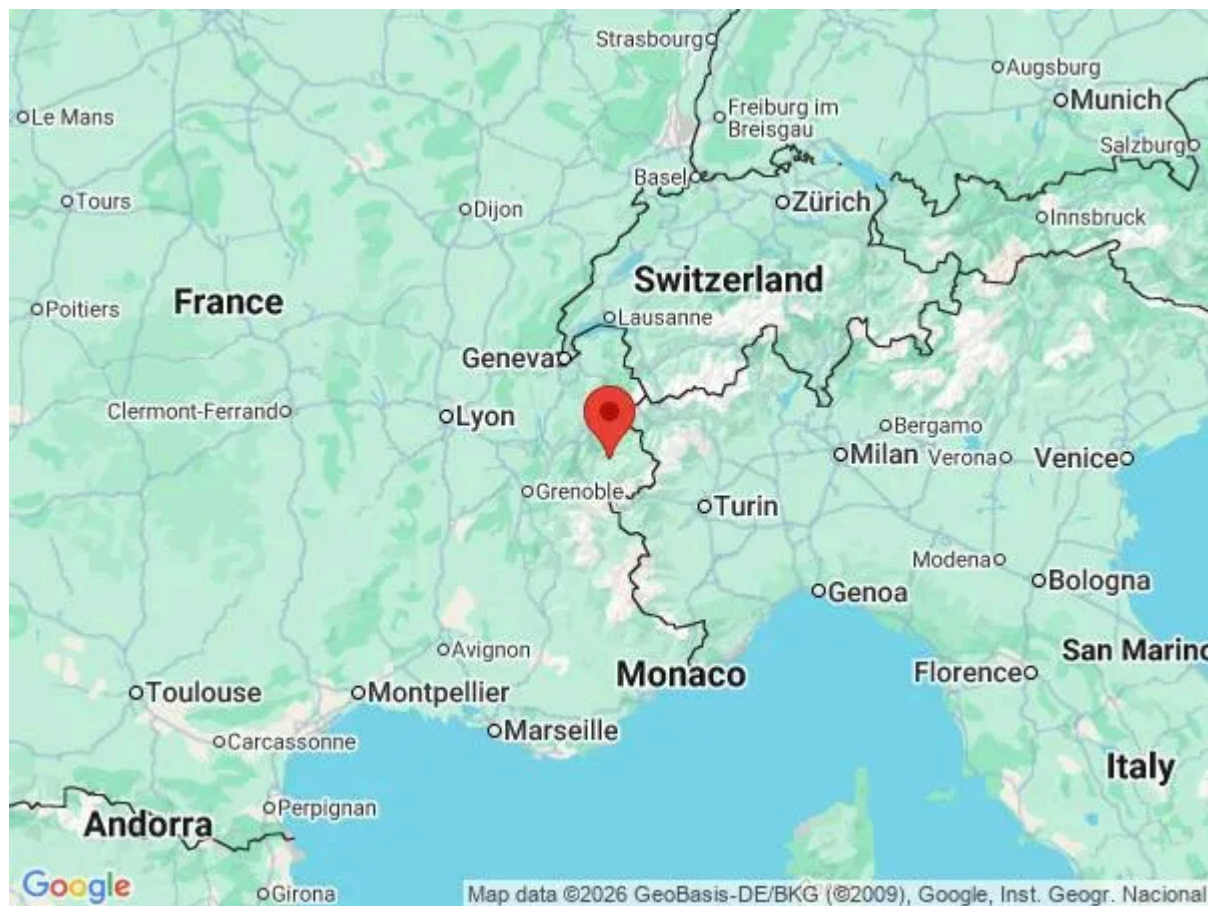 Strasbourg
Augsburg
Munich
Le Mans
Freiburg im
Breisgau
Salzburg
Basel
Tours
Dijon
Zürich
Innsbruck
Switzerland
France
Poitiers
Lausanne
Geneva
Clermont-Ferrand
Lyon
Bergamo
Milan
Verona
Venice
Grenoble
Turin
Modena
Bologna
Genoa
Avignon
San Marino
Monaco
Florence
Toulouse
Montpellier
Marseille
Carcassonne
Italy
Perpignan
Andorra
Google
Girona
Map data ©2026 GeoBasis-DE/BKG (©2009), Google, Inst. Geogr. Nacional